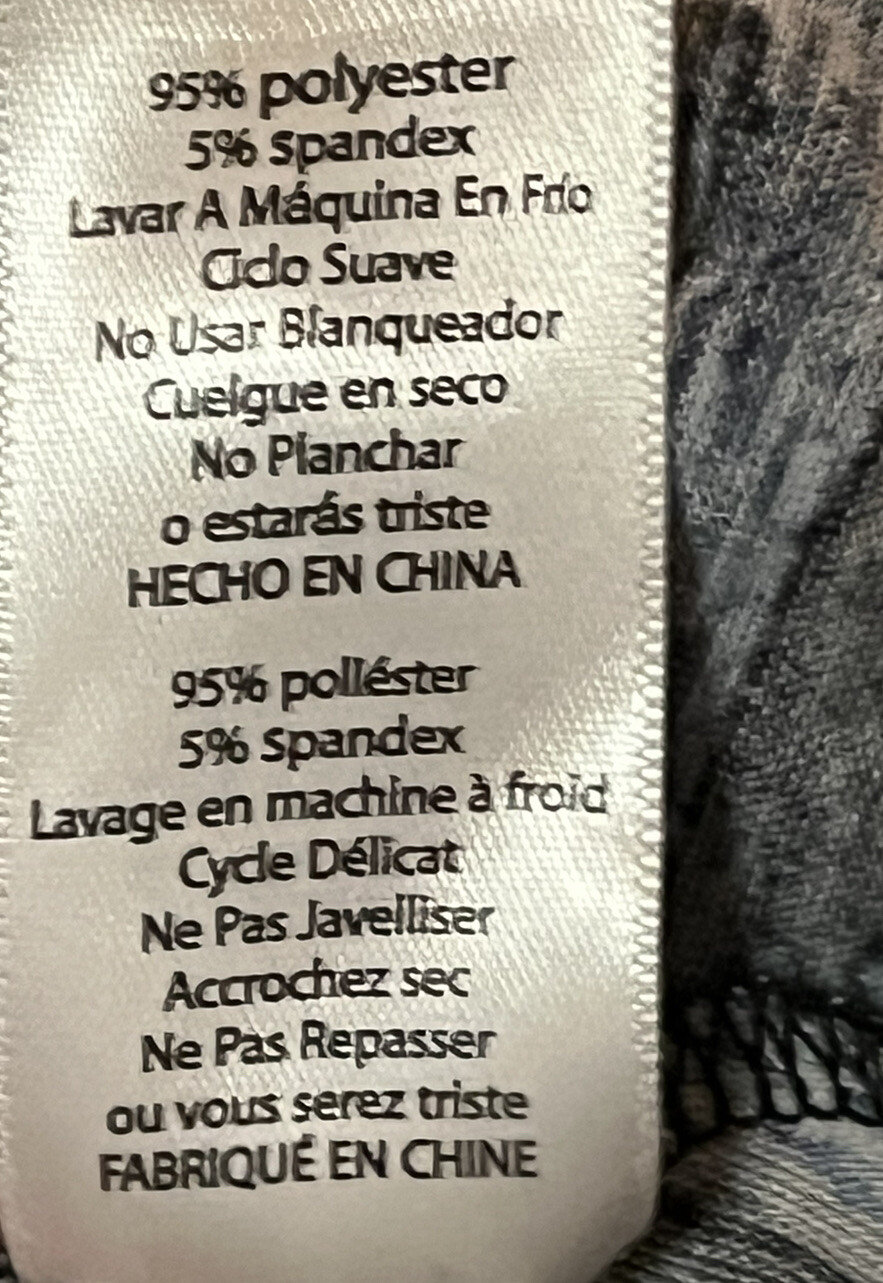 95% polyester
5% spandex
Lavar A Máquina En Frío
Ciclo Suave
No Usar Blanqueador
Cuelgue en seco
No Planchar
o estarás triste
HECHO EN CHINA
95% polléster
5% spandex
Lavage en machine à froid
Cycle Délicat
Ne Pas Javelliser
Accrochez sec
Ne Pas Repasser
ou vous serez triste
FABRIQUÉ EN CHINE